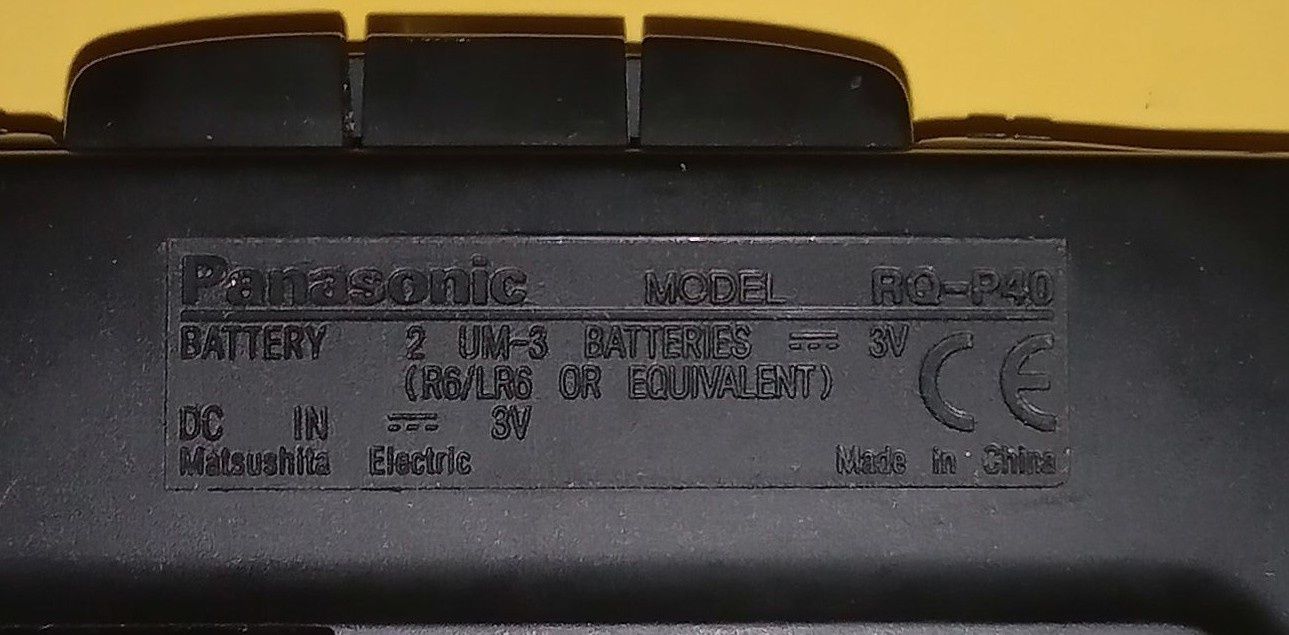 Panasonic MODEL RQ-P40
BATTERY 2 UM-3 BATTERIES ⎓ 3V CE
(R6/LR6 OR EQUIVALENT)
DC IN ⎓ 3V
Matsushita Electric Made in China